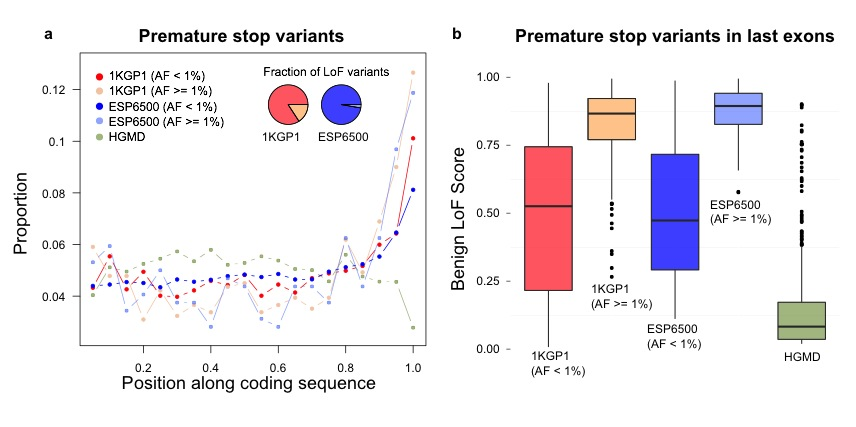 a
Premature stop variants
1KGP1 (AF < 1%)
1KGP1 (AF >= 1%)
ESP6500 (AF < 1%)
ESP6500 (AF >= 1%)
HGMD
Fraction of LoF variants
1KGP1
ESP6500
Proportion
0.12
0.1
0.08
0.06
0.04
0.2
0.4
0.6
0.8
1.0
Position along coding sequence
b
Premature stop variants in last exons
Benign LoF Score
1.00
0.75
0.50
0.25
0.00
1KGP1
(AF < 1%)
1KGP1
(AF >= 1%)
ESP6500
(AF < 1%)
ESP6500
(AF >= 1%)
HGMD